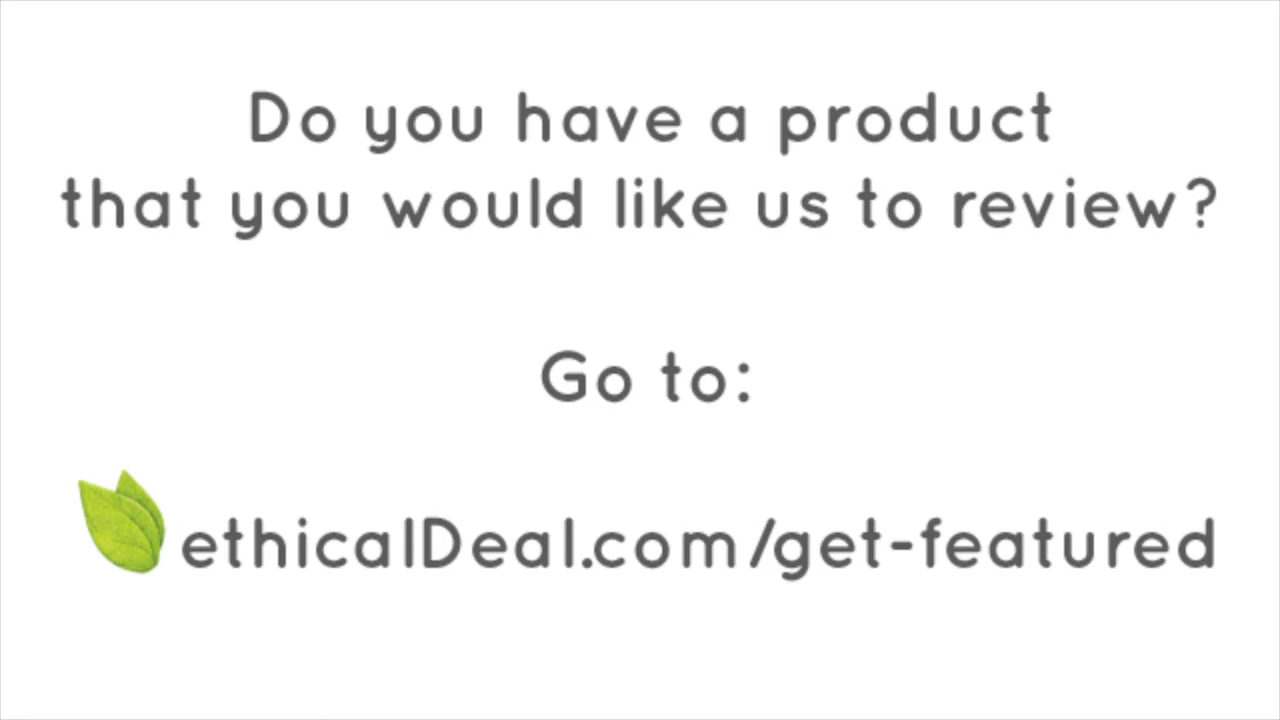 Do you have a product
that you would like us to review?
Go to:
ethicalDeal.com/get-featured